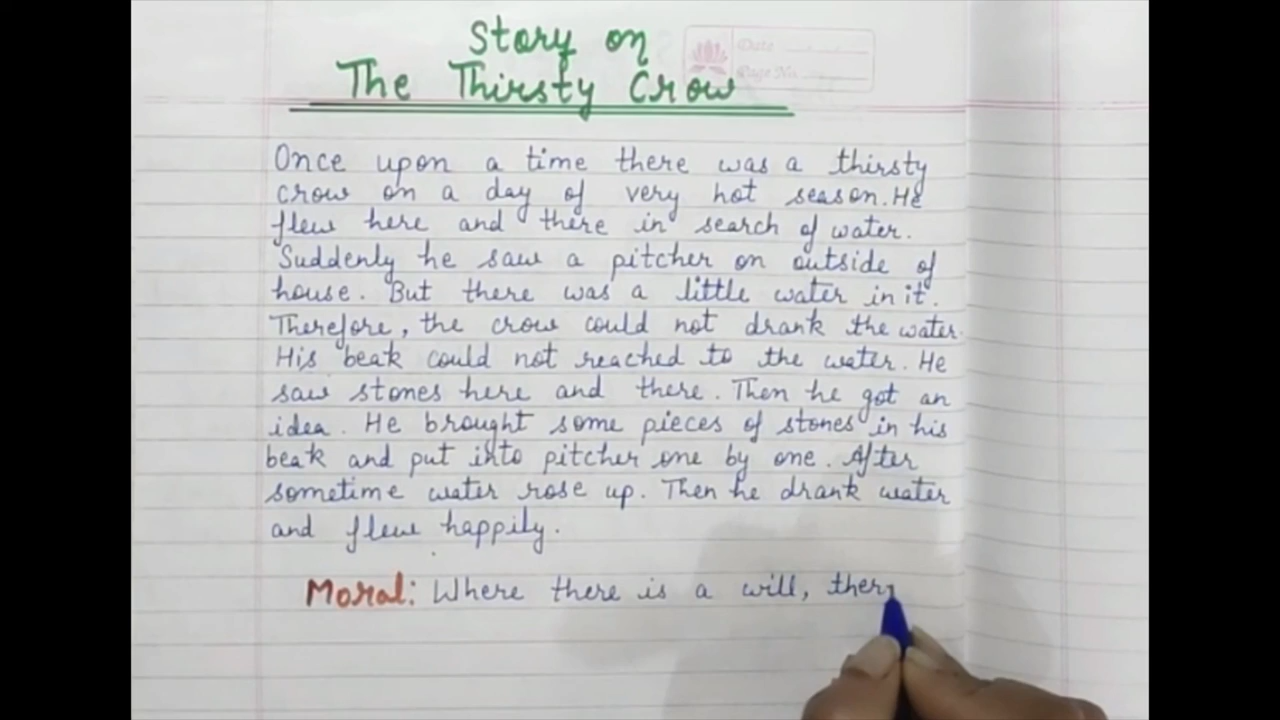 Story on
The Thirsty Crow
Date
Page No.
Once upon a time there was a thirsty
crow on a day of very hot season. He
flew here and there in search of water.
Suddenly he saw a pitcher on outside of
house. But there was a little water in it.
Therefore, the crow could not drank the water.
His beak could not reached to the water. He
saw stones here and there. Then he got an
idea. He brought some pieces of stones in his
beak and put into pitcher one by one. After
sometime water rose up. Then he drank water
and flew happily.
Moral: Where there is a will, ther